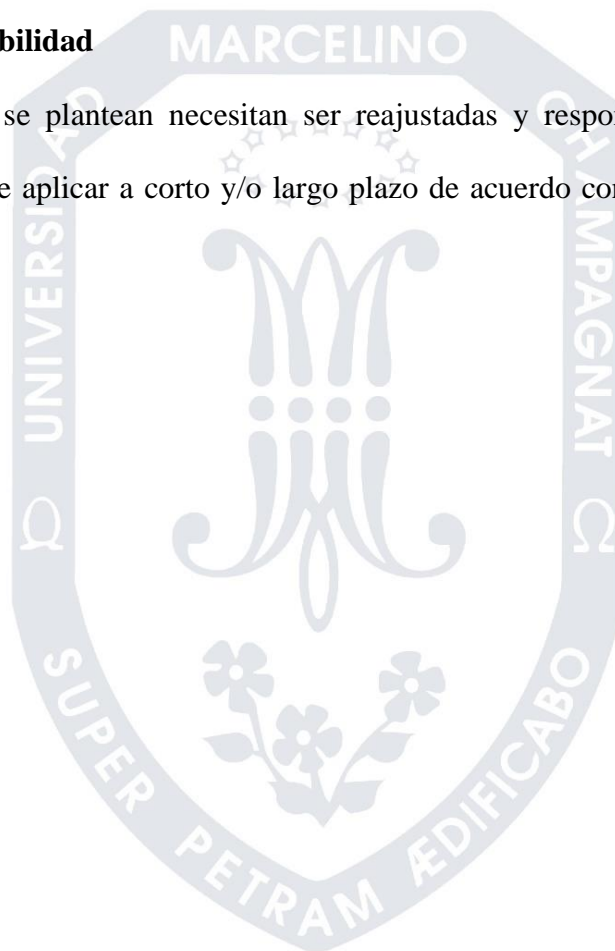 bilidad
se plantean necesitan ser reajustadas y respo
e aplicar a corto y/o largo plazo de acuerdo con
UNIVERSIDAD MARCELINO CHAMPAGNAT
SUPER PETRAM ÆDIFICABO